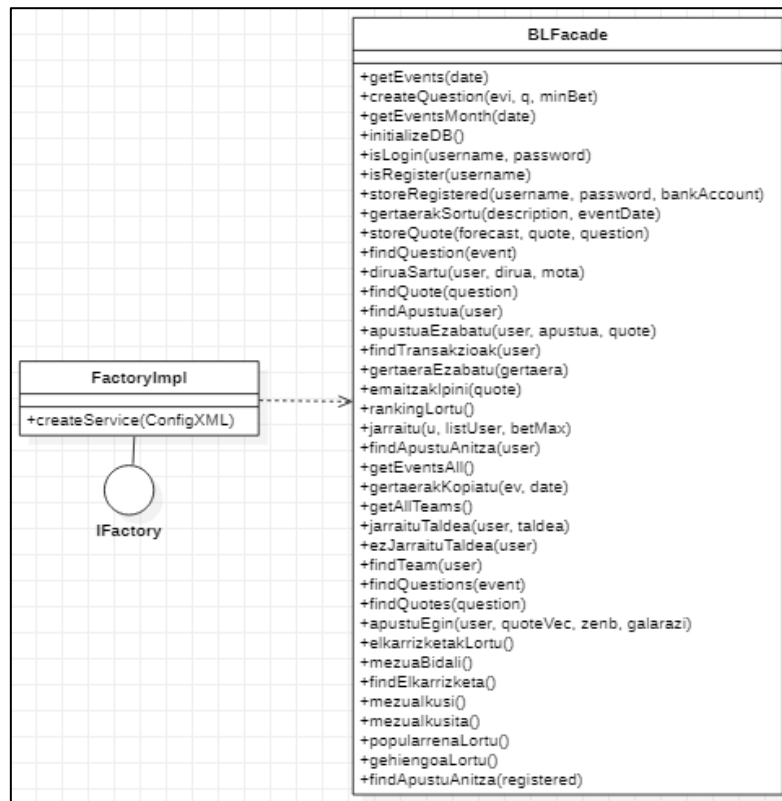 BLFacade
+getEvents(date)
+createQuestion(evi, q, minBet)
+getEventsMonth(date)
+initializeDB()
+isLogin(username, password)
+isRegister(username)
+storeRegistered(username, password, bankAccount)
+gertaerakSortu(description, eventDate)
+storeQuote(forecast, quote, question)
+findQuestion(event)
+diruaSartu(user, dirua, mota)
+findQuote(question)
+findApustua(user)
+apustuaEzabatu(user, apustua, quote)
+findTransakzioak(user)
+gertaeraEzabatu(gertaera)
+emaitzakIpini(quote)
+rankingLortu()
+jarraitu(u, listUser, betMax)
+findApustuAnitza(user)
+getEventsAll()
+gertaerakKopiatu(ev, date)
+getAllTeams()
+jarraituTaldea(user, taldea)
+ezJarraituTaldea(user)
+findTeam(user)
+findQuestions(event)
+findQuotes(question)
+apustuEgin(user, quoteVec, zenb, galarazi)
+elkarrizketakLortu()
+mezuaBidali()
+findElkarrizketa()
+mezuaIkusi()
+mezuaIkusita()
+popularrenaLortu()
+gehiengoaLortu()
+findApustuAnitza(registered)
FactoryImpl
+createService(ConfigXML)
IFactory